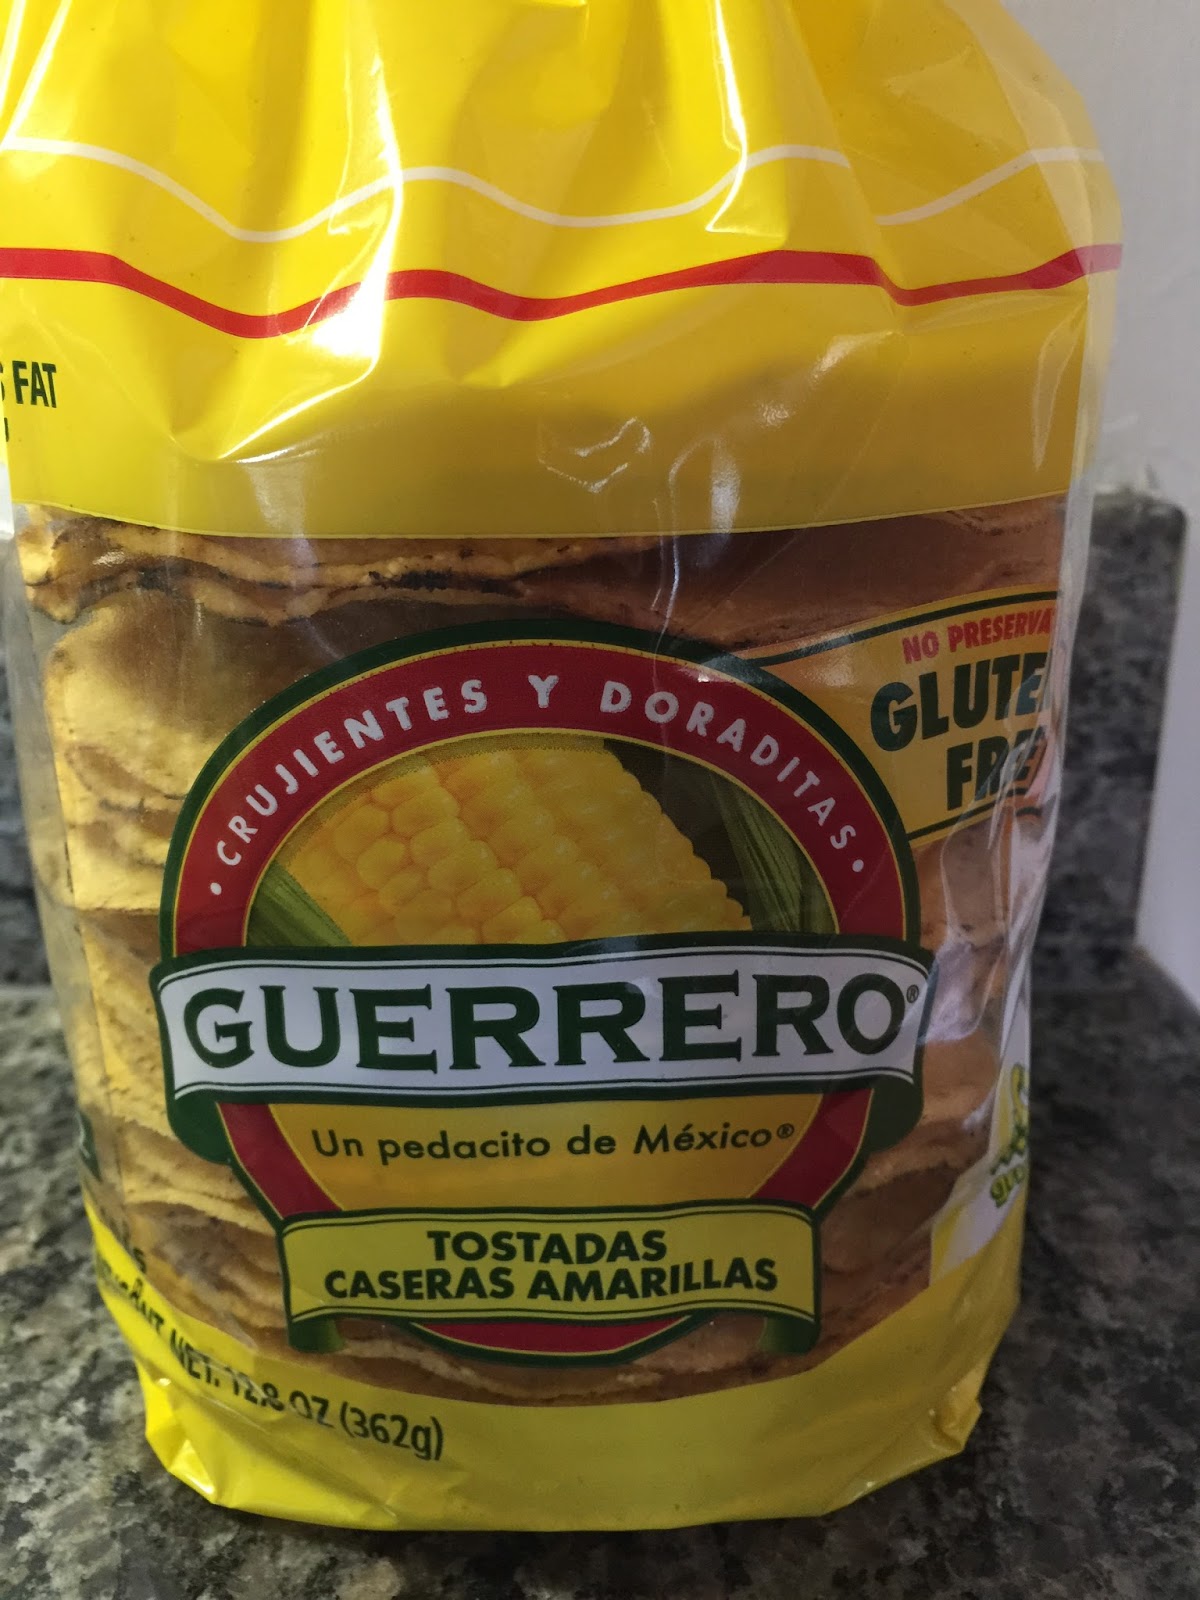 FAT
NO PRESERVA
GLUTE
FREE
· CRUJIENTES Y DORADITAS ·
GUERRERO®
Un pedacito de México®
TOSTADAS
CASERAS AMARILLAS
NET. 12.8 OZ (362g)